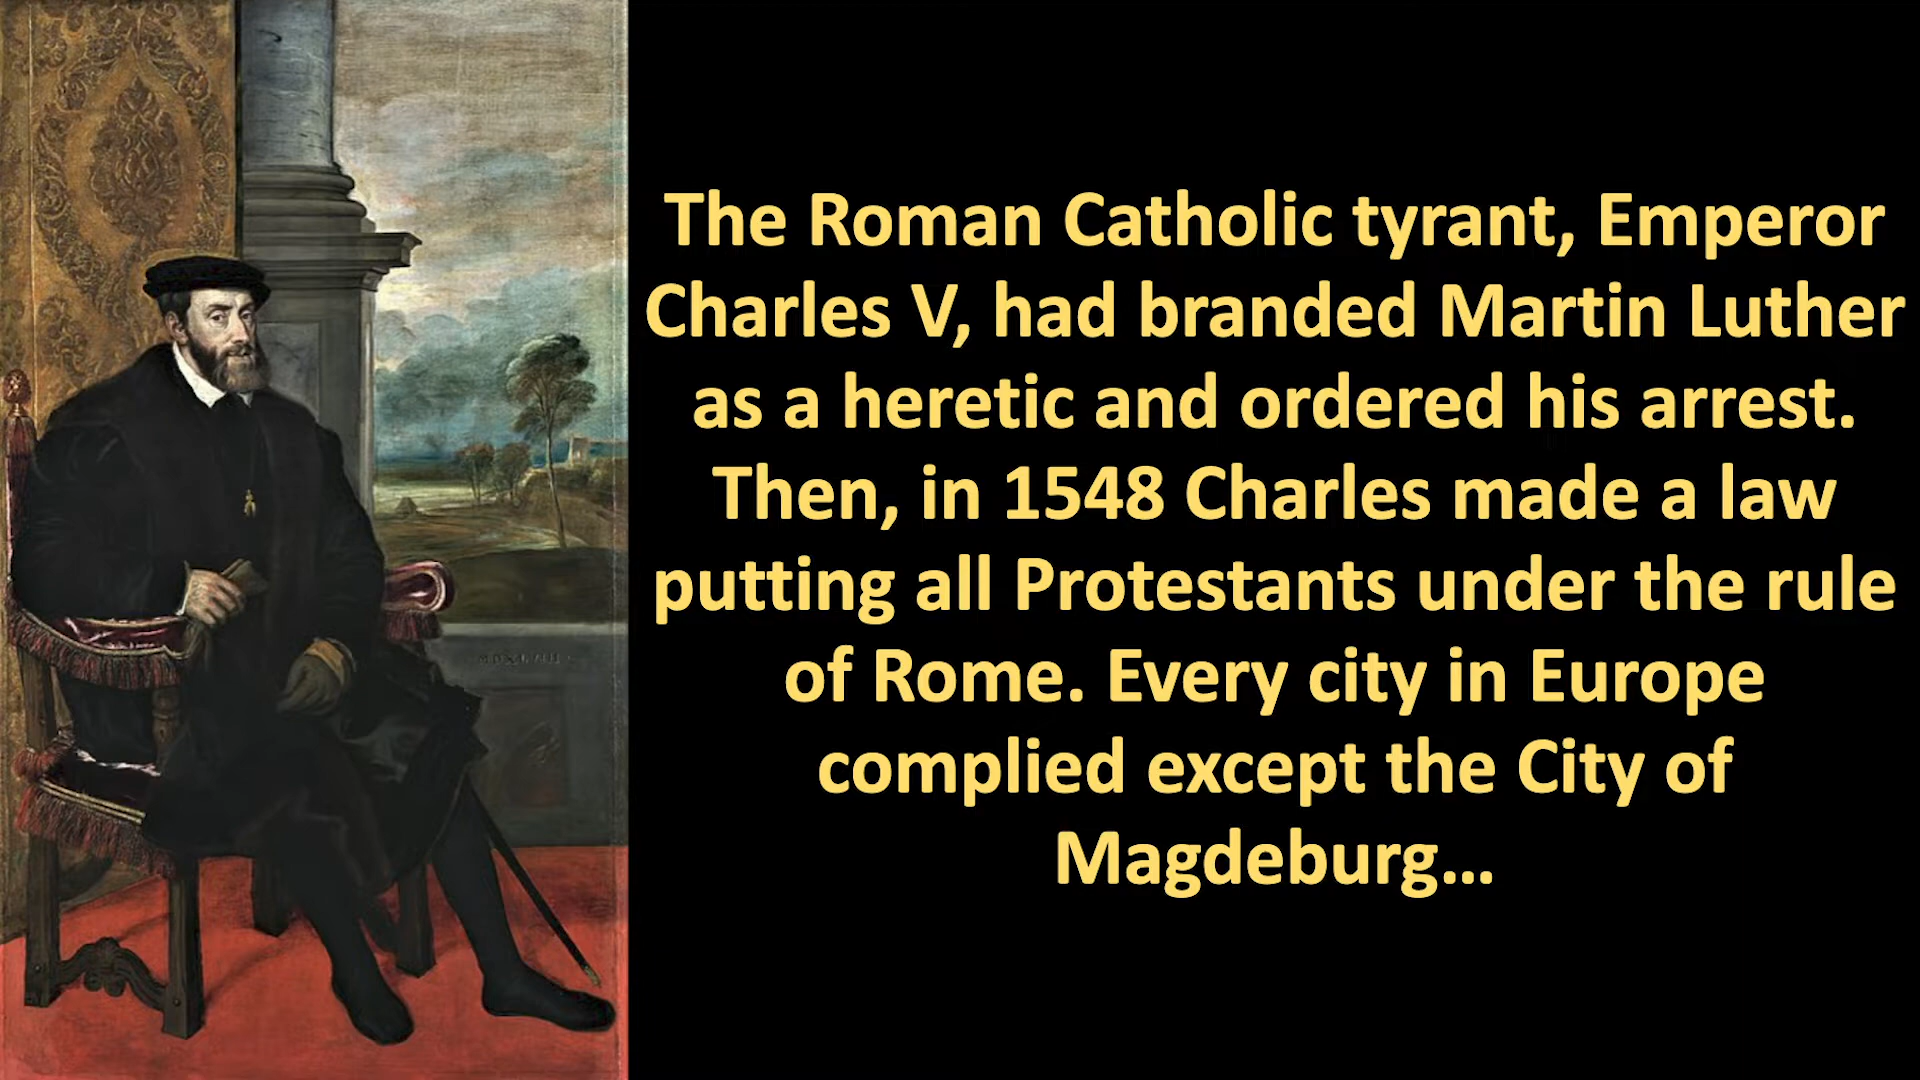 The Roman Catholic tyrant, Emperor
Charles V, had branded Martin Luther
as a heretic and ordered his arrest.
Then, in 1548 Charles made a law
putting all Protestants under the rule
of Rome. Every city in Europe
complied except the City of
Magdeburg...